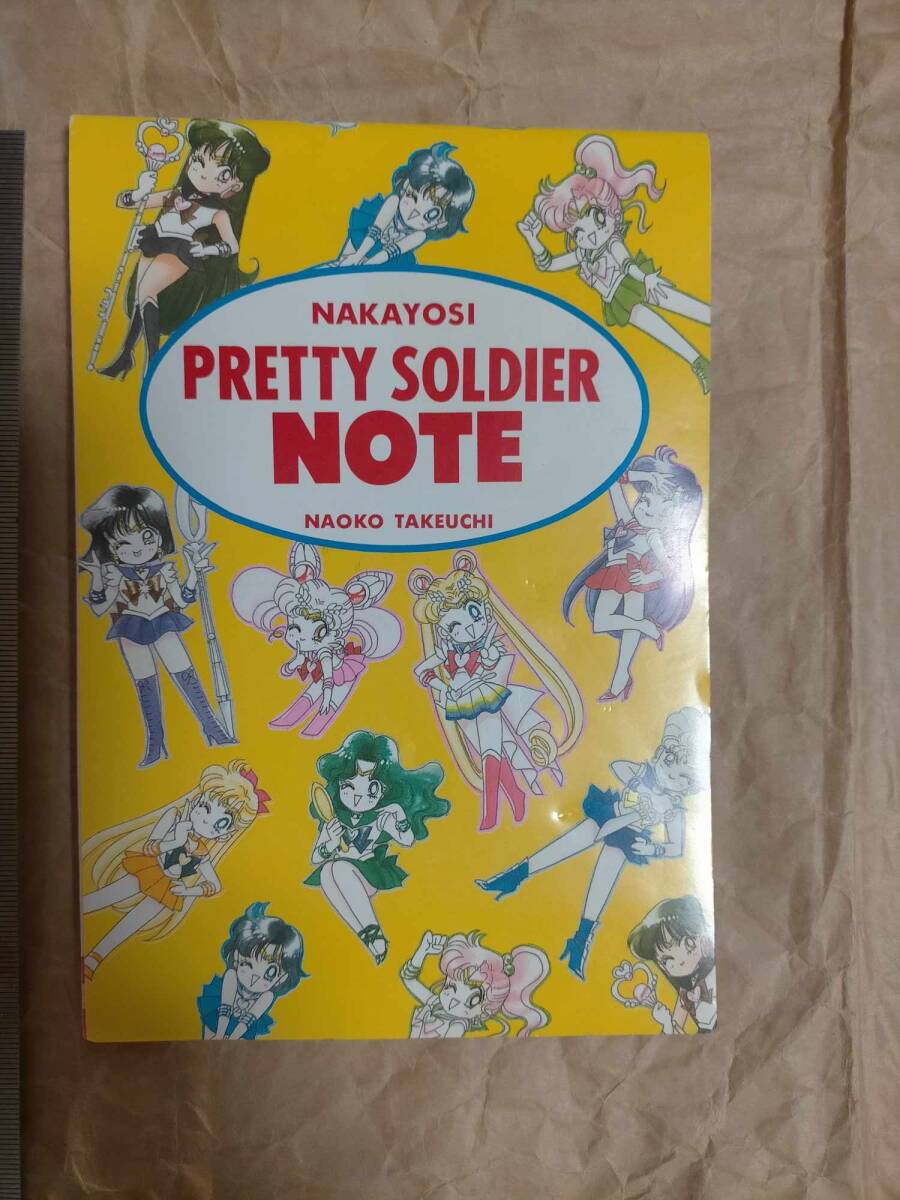 NAKAYOSI
PRETTY SOLDIER
NOTE
NAOKO TAKEUCHI